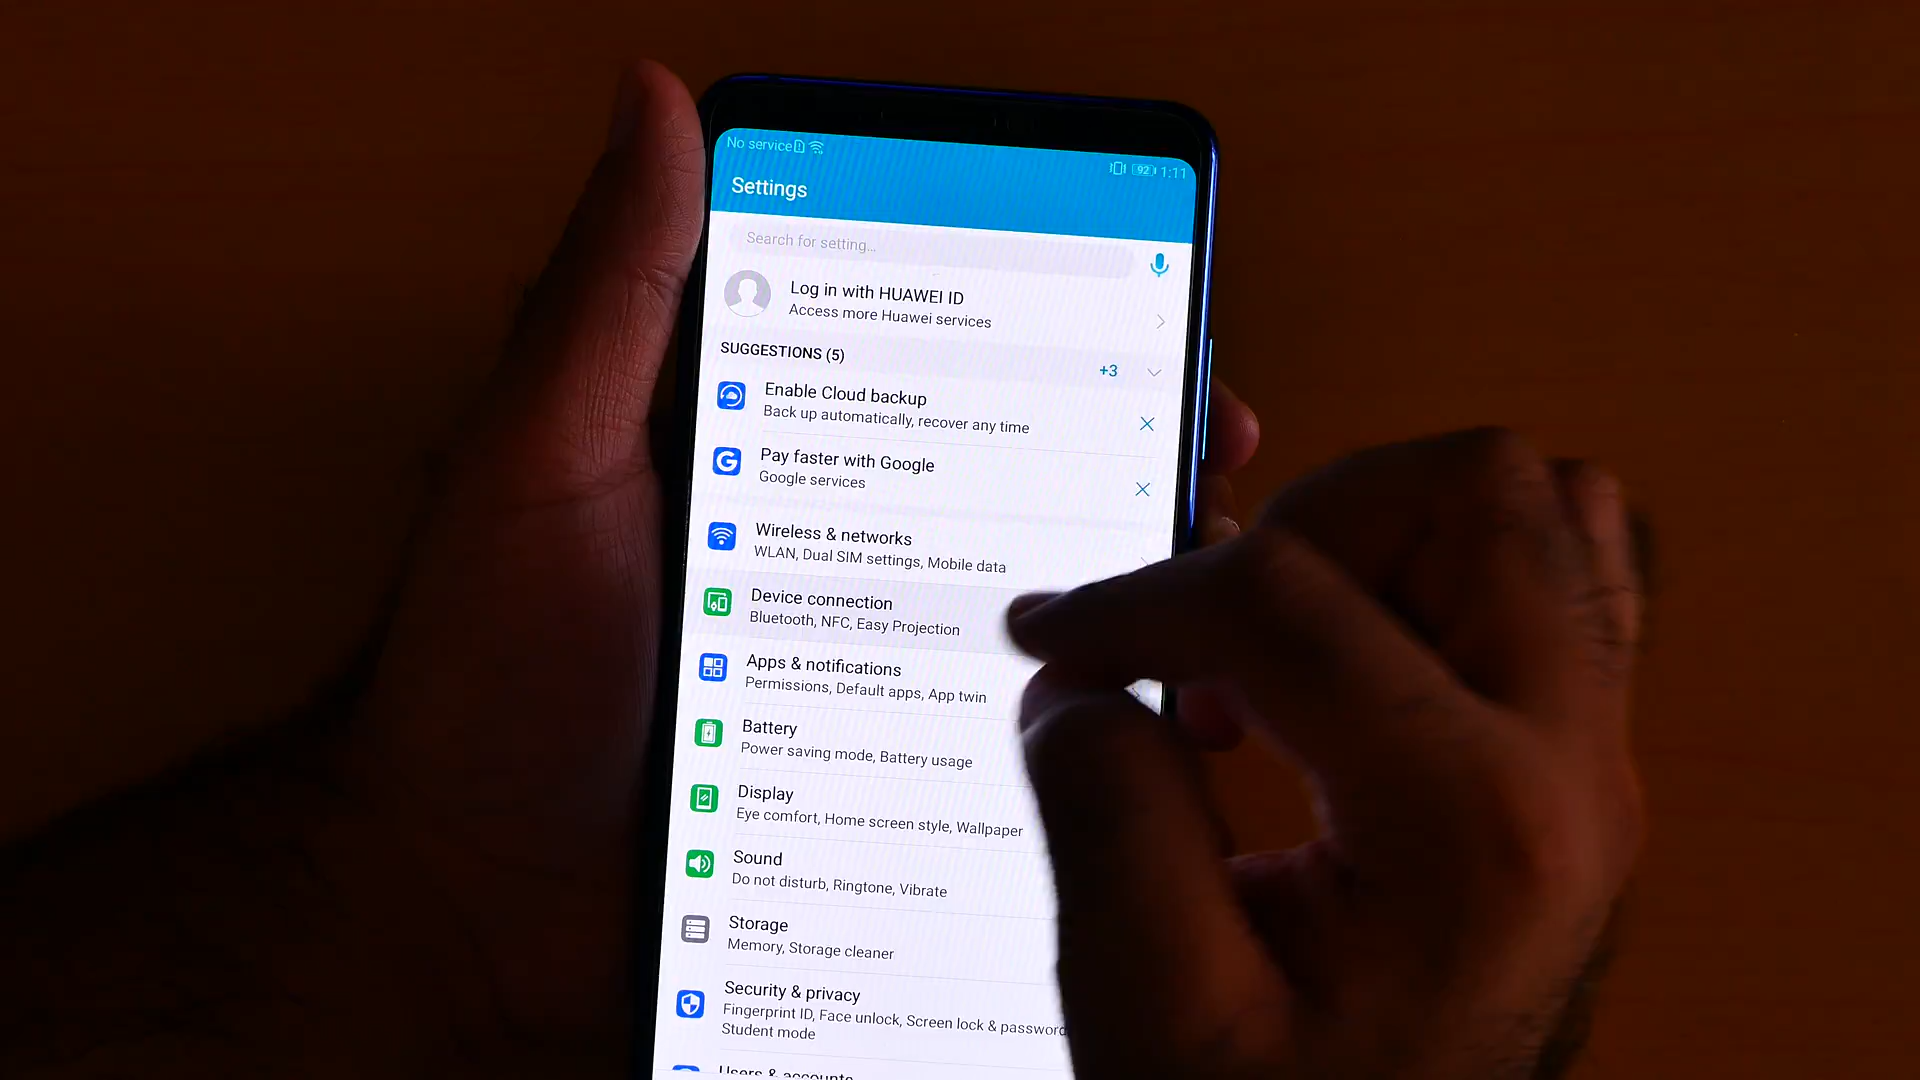 No service
92 1:11
Settings
Search for setting...
Log in with HUAWEI ID
Access more Huawei services
SUGGESTIONS (5)
+3
Enable Cloud backup
Back up automatically, recover any time
Pay faster with Google
Google services
Wireless & networks
WLAN, Dual SIM settings, Mobile data
Device connection
Bluetooth, NFC, Easy Projection
Apps & notifications
Permissions, Default apps, App twin
Battery
Power saving mode, Battery usage
Display
Eye comfort, Home screen style, Wallpaper
Sound
Do not disturb, Ringtone, Vibrate
Storage
Memory, Storage cleaner
Security & privacy
Fingerprint ID, Face unlock, Screen lock & password
Student mode
Users & accounts